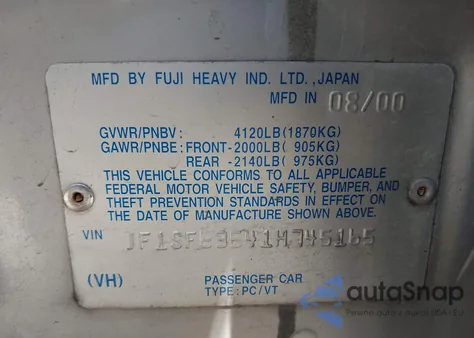 MFD BY FUJI HEAVY IND. LTD.,JAPAN
MFD IN 08/00
GVWR/PNBV: 4120LB(1870KG)
GAWR/PNBE: FRONT-2000LB( 905KG)
REAR -2140LB( 975KG)
THIS VEHICLE CONFORMS TO ALL APPLICABLE
FEDERAL MOTOR VEHICLE SAFETY, BUMPER, AND
THEFT PREVENTION STANDARDS IN EFFECT ON
THE DATE OF MANUFACTURE SHOWN ABOVE.
VIN
(VH) PASSENGER CAR
TYPE:PC/VT
autoSnap